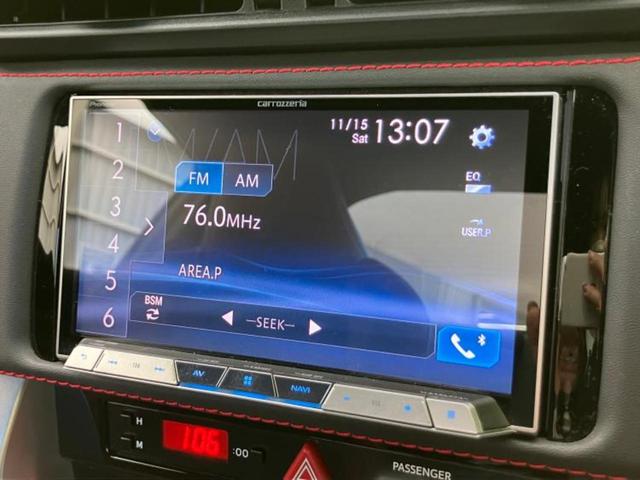 carrozzeria
11/15 Sat 13:07
1
2
3
4
5
6
FM AM
76.0MHz
EQ
USER.P
AREA.P
BSM
SEEK
AV
NAVI
H
M
1:06
:00
PASSENGER